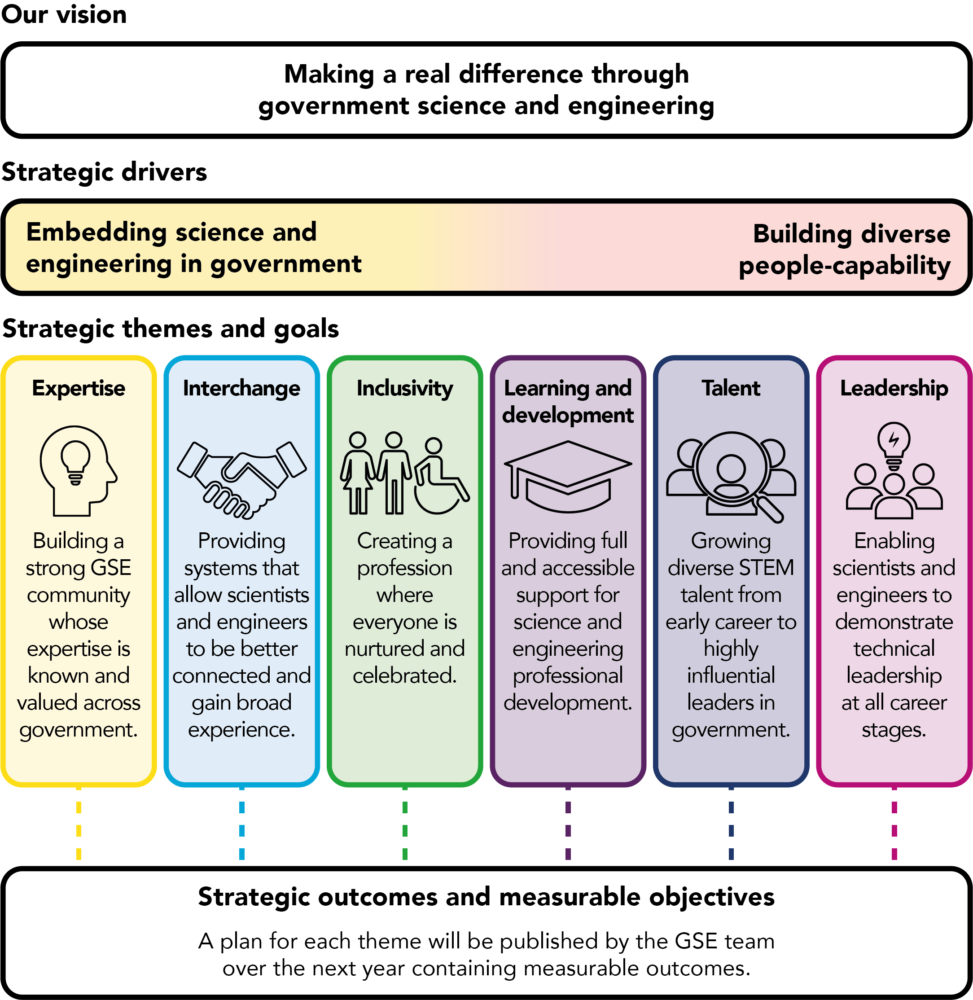 Our vision
Making a real difference through
government science and engineering
Strategic drivers
Embedding science and
engineering in government
Building diverse
people-capability
Strategic themes and goals
Expertise
Building a
strong GSE
community
whose
expertise is
known and
valued across
government.
Interchange
Providing
systems that
allow scientists
and engineers
to be better
connected and
gain broad
experience.
Inclusivity
Creating a
profession
where
everyone is
nurtured and
celebrated.
Learning and
development
Providing full
and accessible
support for
science and
engineering
professional
development.
Talent
Growing
diverse STEM
talent from
early career to
highly
influential
leaders in
government.
Leadership
Enabling
scientists and
engineers to
demonstrate
technical
leadership
at all career
stages.
Strategic outcomes and measurable objectives
A plan for each theme will be published by the GSE team
over the next year containing measurable outcomes.